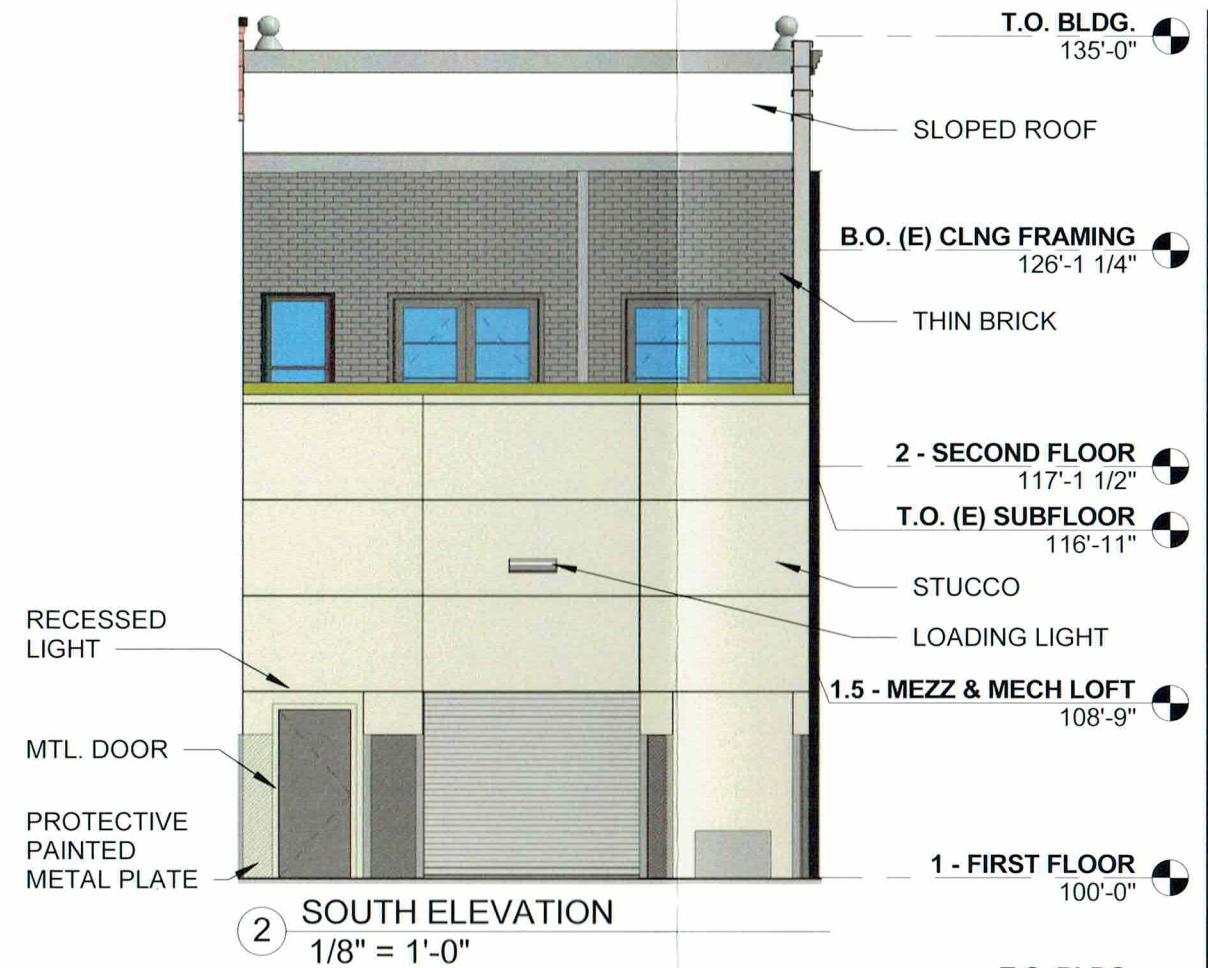 T.O. BLDG.
135'-0"
SLOPED ROOF
B.O. (E) CLNG FRAMING
126'-1 1/4"
THIN BRICK
2 - SECOND FLOOR
117'-1 1/2"
T.O. (E) SUBFLOOR
116'-11"
STUCCO
RECESSED
LIGHT
LOADING LIGHT
1.5 - MEZZ & MECH LOFT
108'-9"
MTL. DOOR
PROTECTIVE
PAINTED
METAL PLATE
1 - FIRST FLOOR
100'-0"
2
SOUTH ELEVATION
1/8" = 1'-0"